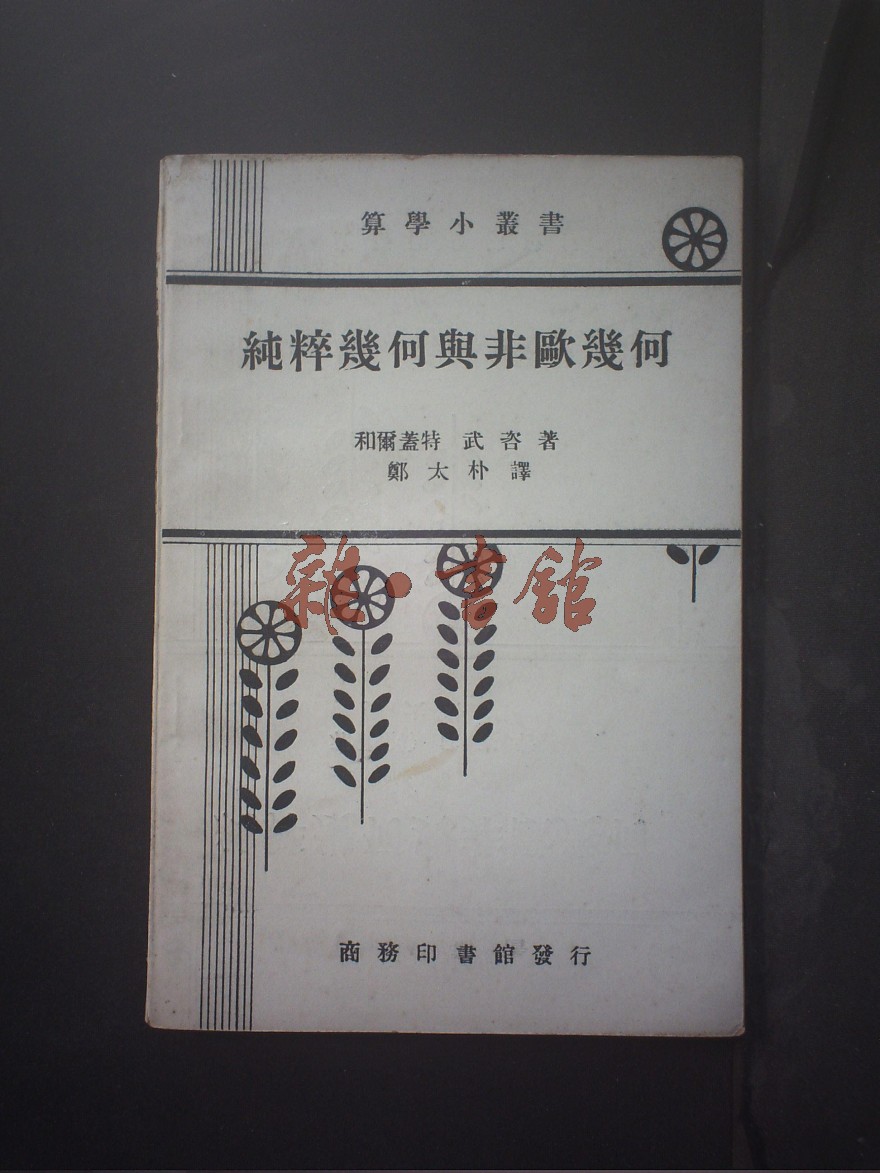 算學小叢書
純粹幾何與非歐幾何
和爾蓋特 武咨著
鄭太朴譯
雜·書館
商務印書館發行